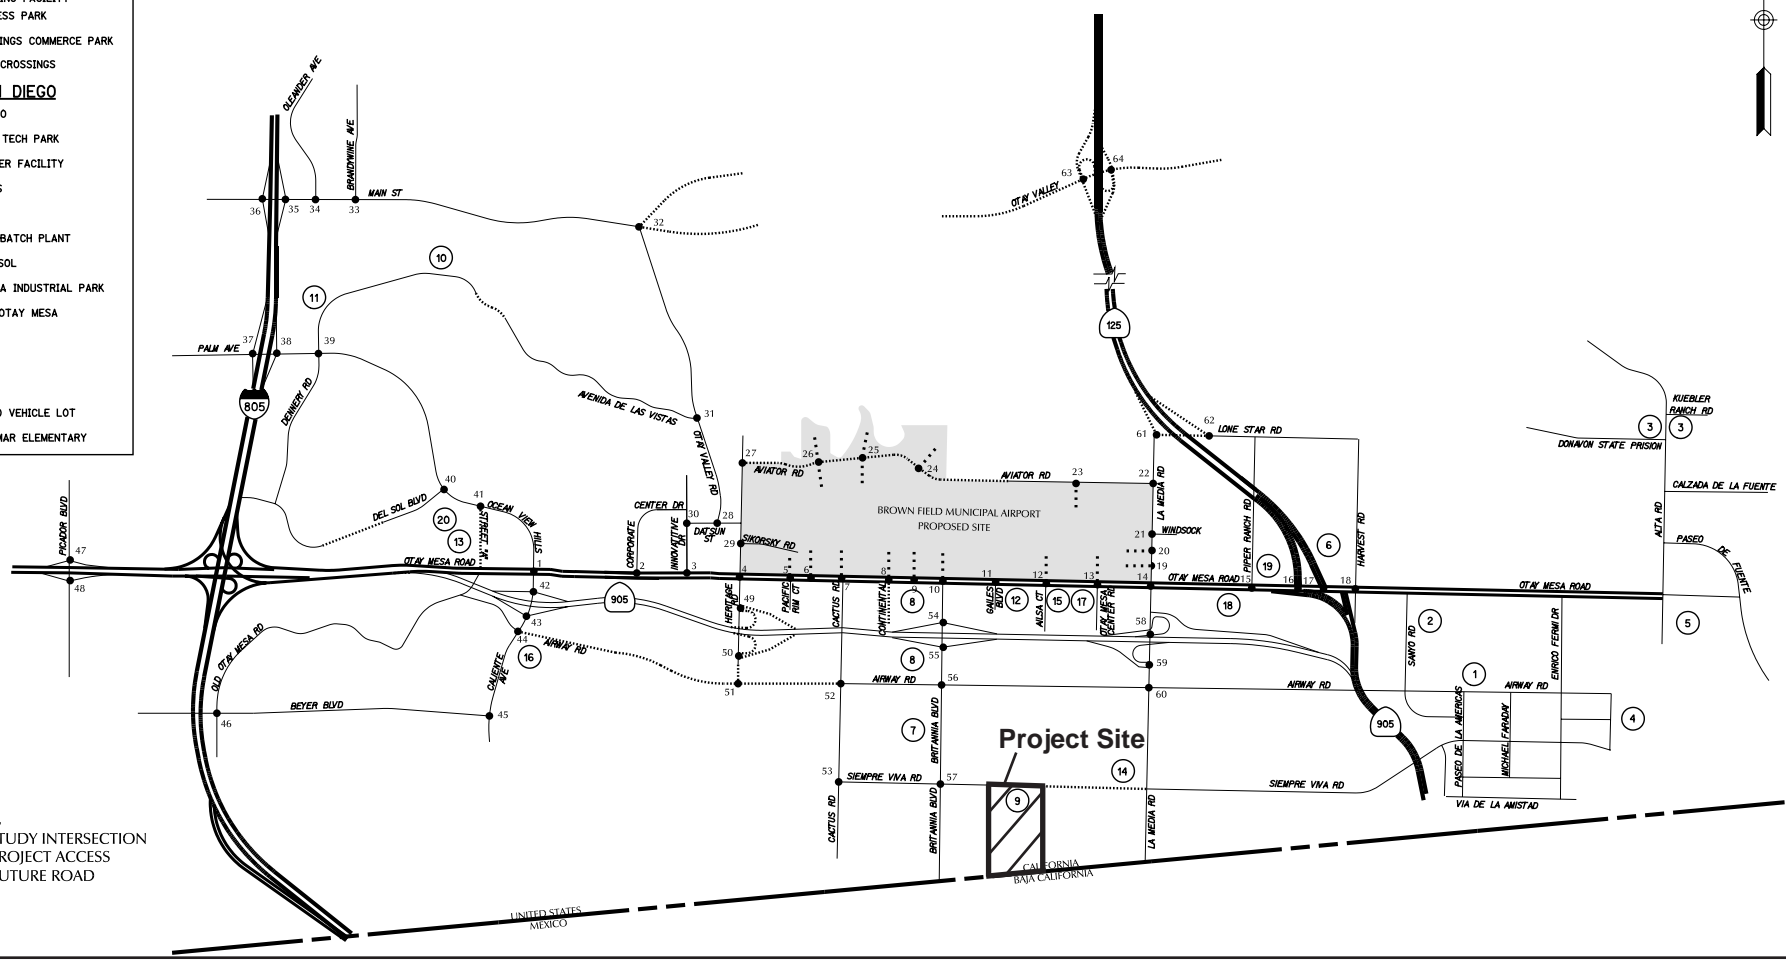 ESS PARK
INGS COMMERCE PARK
CROSSINGS
DIEGO
O
TECH PARK
ER FACILITY
S
BATCH PLANT
SOL
A INDUSTRIAL PARK
OTAY MESA
O VEHICLE LOT
MAR ELEMENTARY
TUDY INTERSECTION
ROJECT ACCESS
UTURE ROAD
OLEANDER AVE
BRANDYWINE AVE
MAIN ST
36
35
34
33
32
10
11
37
38
39
PALM AVE
805
DENNERY RD
AVENIDA DE LAS VISTAS
31
OTAY VALLEY RD
63
64
OTAY VALLEY
125
61
62
LONE STAR RD
KUEBLER
RANCH RD
3
3
DONAVON STATE PRISION
CALZADA DE LA FUENTE
ALTA RD
PASEO
DE
FUENTE
27
26
25
24
23
22
AVIATOR RD
AVIATOR RD
LA MEDIA RD
BROWN FIELD MUNICIPAL AIRPORT
PROPOSED SITE
PIPER RANCH RD
HARVEST RD
PICADOR BLVD
47
48
40
41
DEL SOL BLVD
OCEAN VIEW
HILLS
STREET "A"
20
13
CENTER DR
CORPORATE
INNOVATIVE
DR
30
28
DATSUN
ST
29
SIKORSKY RD
21
WINDSOCK
20
19
6
19
OTAY MESA ROAD
1
2
3
4
5
6
7
8
9
10
11
12
13
14
OTAY MESA ROAD
15
16
17
18
OTAY MESA ROAD
42
43
44
905
HERITAGE
RD
49
PACIFIC
RIM CT
CACTUS RD
CONTINENTAL
8
GAILES
BLVD
12
AILSA CT
15
17
OTAY MESA
CENTER RD
18
SANYO RD
2
ENRICO FERMI DR
5
OLD
OTAY MESA RD
16
AIRWAY RD
CALIENTE
AVE
50
51
52
54
55
8
56
58
59
60
AIRWAY RD
AIRWAY RD
1
AIRWAY RD
46
BEYER BLVD
45
7
BRITANNIA BLVD
Project Site
905
PASEO DE LA AMERICAS
MICHAEL FARADAY
4
53
SIEMPRE VIVA RD
57
14
SIEMPRE VIVA RD
VIA DE LA AMISTAD
9
CACTUS RD
BRITANNIA BLVD
LA MEDIA RD
CALIFORNIA
BAJA CALIFORNIA
UNITED STATES
MEXICO